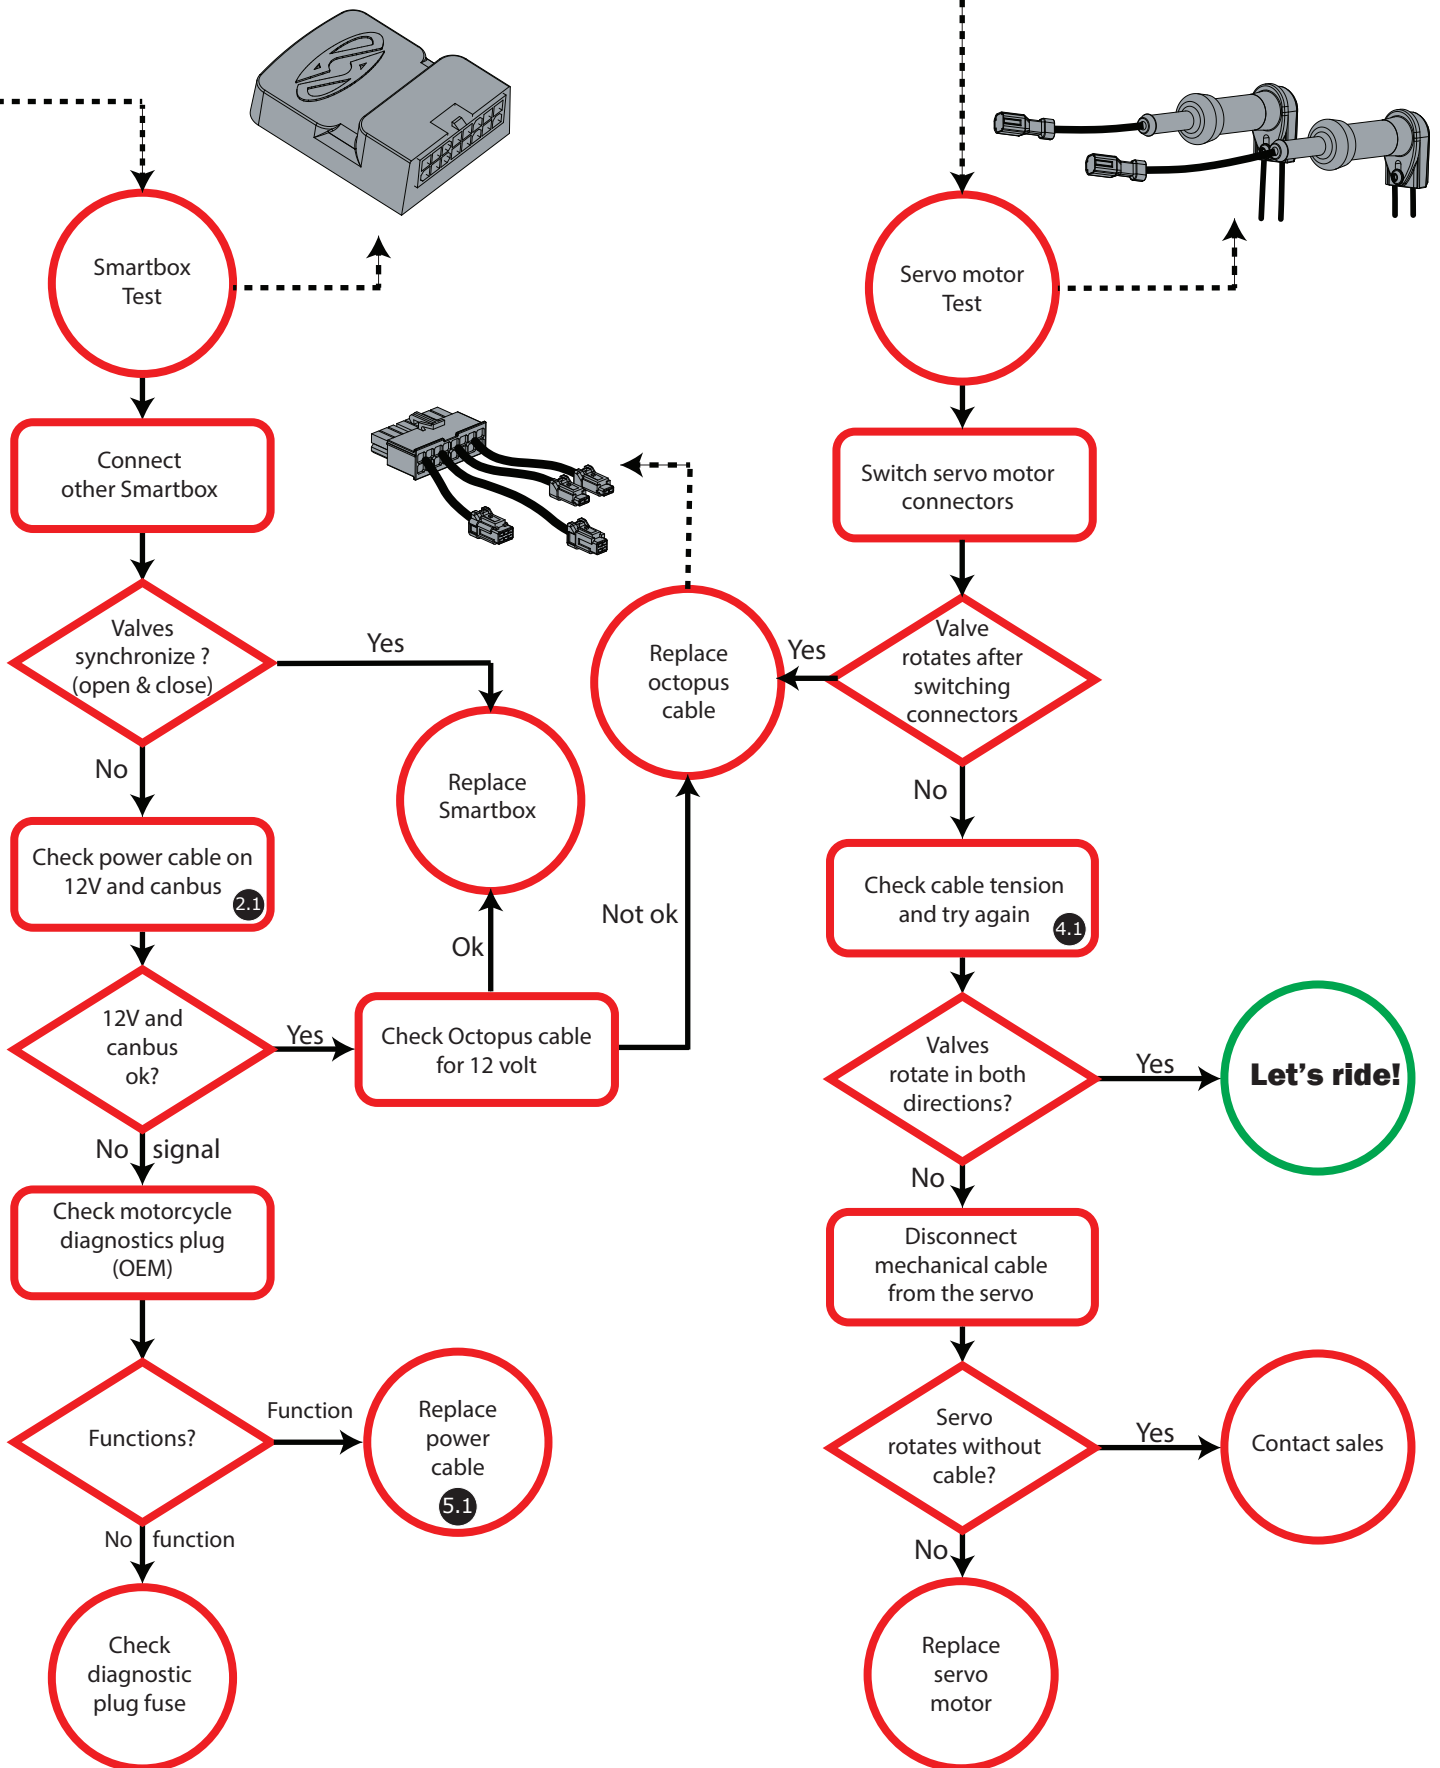 Smartbox
Test
Connect
other Smartbox
Valves
synchronize ?
(open & close)
Yes
No
Replace
Smartbox
Check power cable on
12V and canbus
2.1
Ok
Not ok
12V and
canbus
ok?
Yes
Check Octopus cable
for 12 volt
No signal
Check motorcycle
diagnostics plug
(OEM)
Functions?
Function
Replace
power
cable
5.1
No function
Check
diagnostic
plug fuse
Servo motor
Test
Switch servo motor
connectors
Valve
rotates after
switching
connectors
Yes
Replace
octopus
cable
No
Check cable tension
and try again
4.1
Valves
rotate in both
directions?
Yes
Let's ride!
No
Disconnect
mechanical cable
from the servo
Servo
rotates without
cable?
Yes
Contact sales
No
Replace
servo
motor